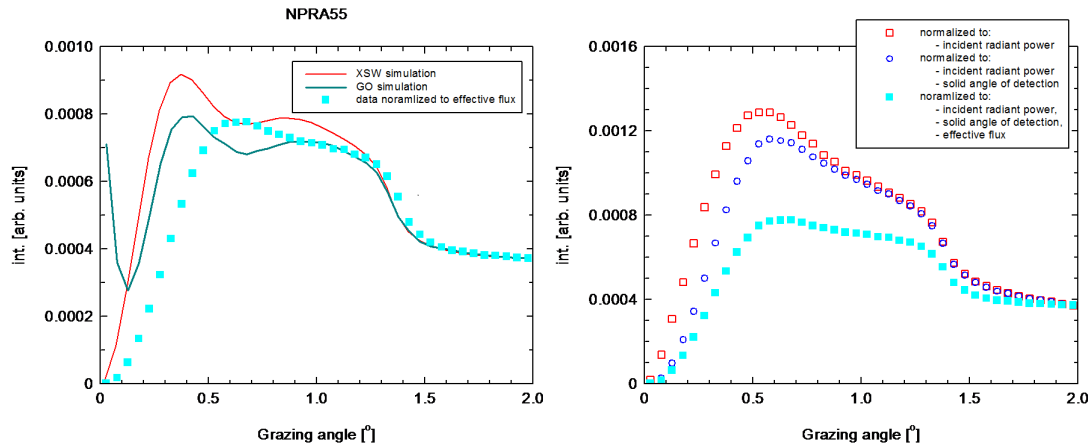 NPRA55
0.0010
0.0008
0.0006
0.0004
0.0002
0
int. [arb. units]
XSW simulation
GO simulation
data noramlized to effective flux
0
0.5
1.0
1.5
2.0
Grazing angle [°]
0.0016
0.0012
0.0008
0.0004
0
int. [arb. units]
normalized to:
- incident radiant power
normalized to:
- incident radiant power
- solid angle of detection
noramlized to:
- incident radiant power,
- solid angle of detection,
- effective flux
0
0.5
1.0
1.5
2.0
Grazing angle [°]